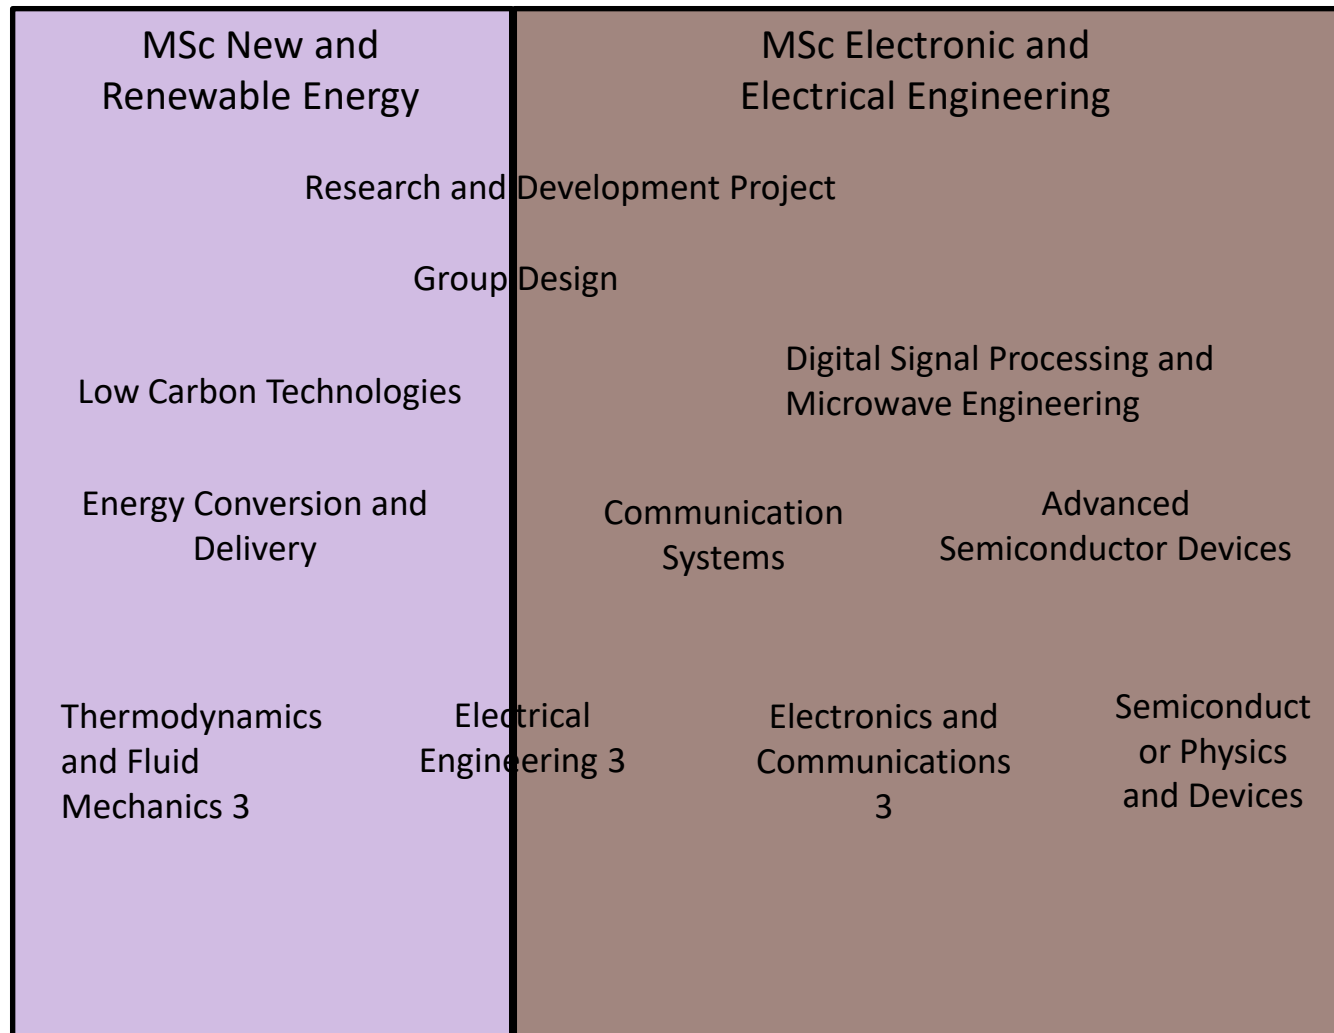 MSc New and
Renewable Energy
MSc Electronic and
Electrical Engineering
Research and Development Project
Group Design
Low Carbon Technologies
Digital Signal Processing and
Microwave Engineering
Energy Conversion and
Delivery
Communication
Systems
Advanced
Semiconductor Devices
Thermodynamics
and Fluid
Mechanics 3
Electrical
Engineering 3
Electronics and
Communications
3
Semiconduct
or Physics
and Devices